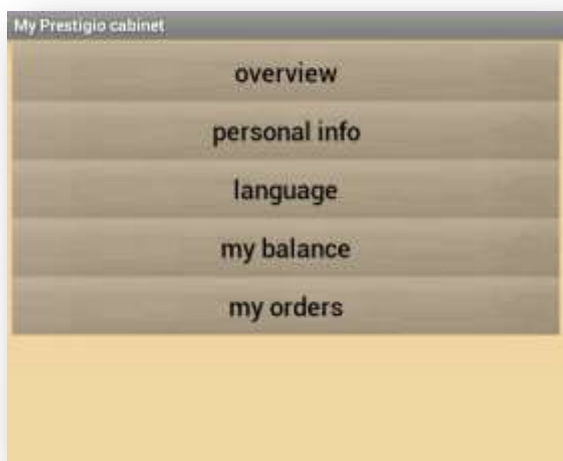 My Prestigio cabinet
overview
personal info
language
my balance
my orders